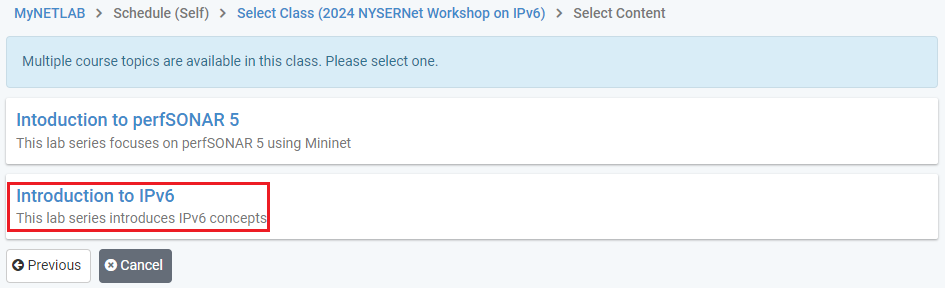 MyNETLAB > Schedule (Self) > Select Class (2024 NYSERNet Workshop on IPv6) > Select Content
Multiple course topics are available in this class. Please select one.
Intoduction to perfSONAR 5
This lab series focuses on perfSONAR 5 using Mininet
Introduction to IPv6
This lab series introduces IPv6 concepts
Previous Cancel